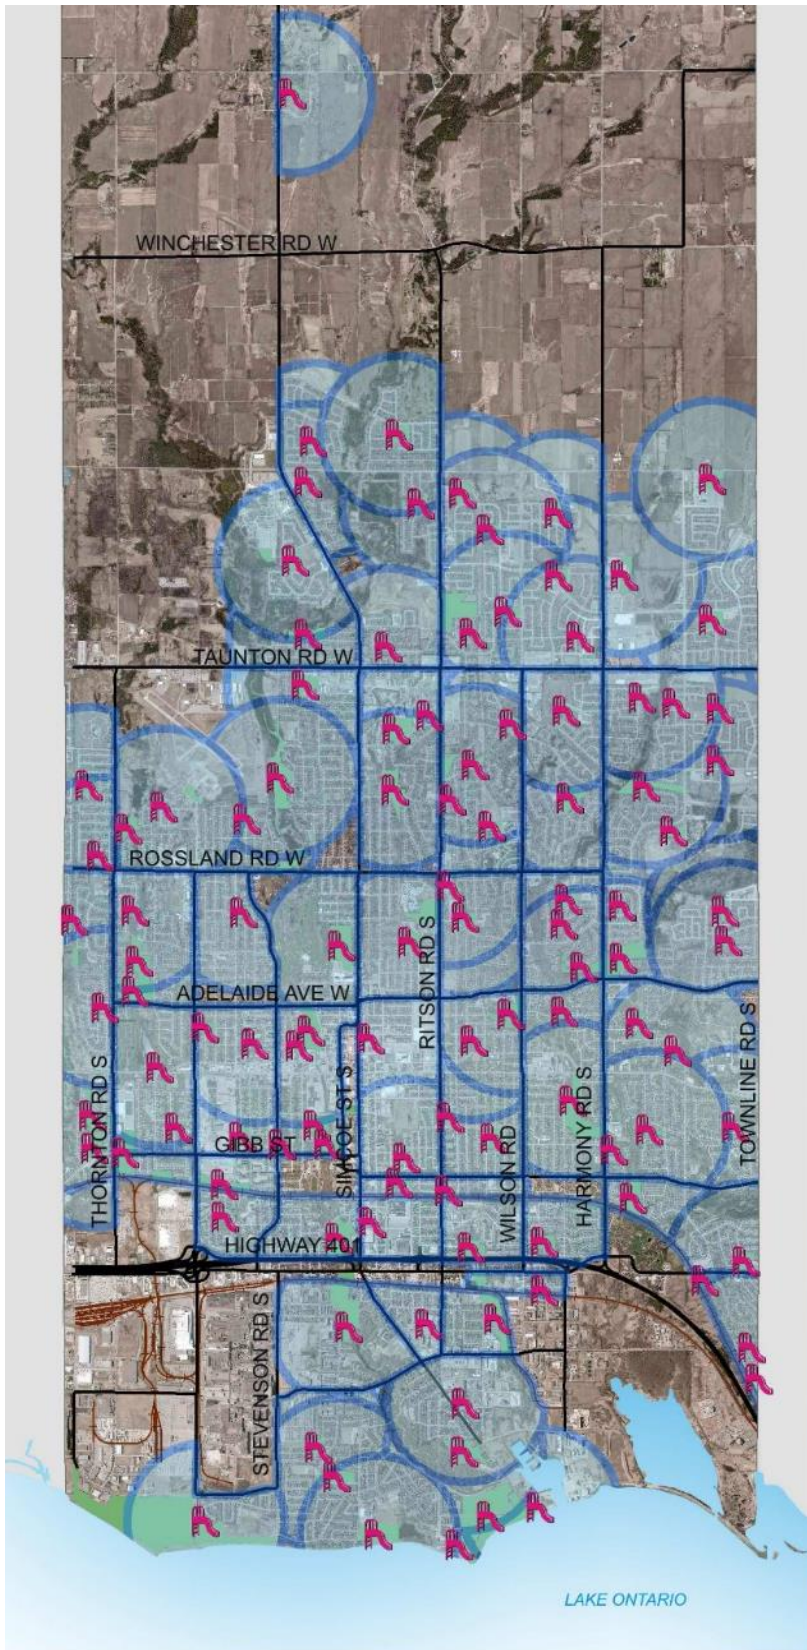 WINCHESTER RD W
TAUNTON RD W
ROSSLAND RD W
RITSON RD S
ADELAIDE AVE W
THORNTON RD S
SIMCOE ST S
TOWNLINE RD S
GIBB ST
WILSON RD
HARMONY RD S
HIGHWAY 401
STEVENSON RD S
LAKE ONTARIO